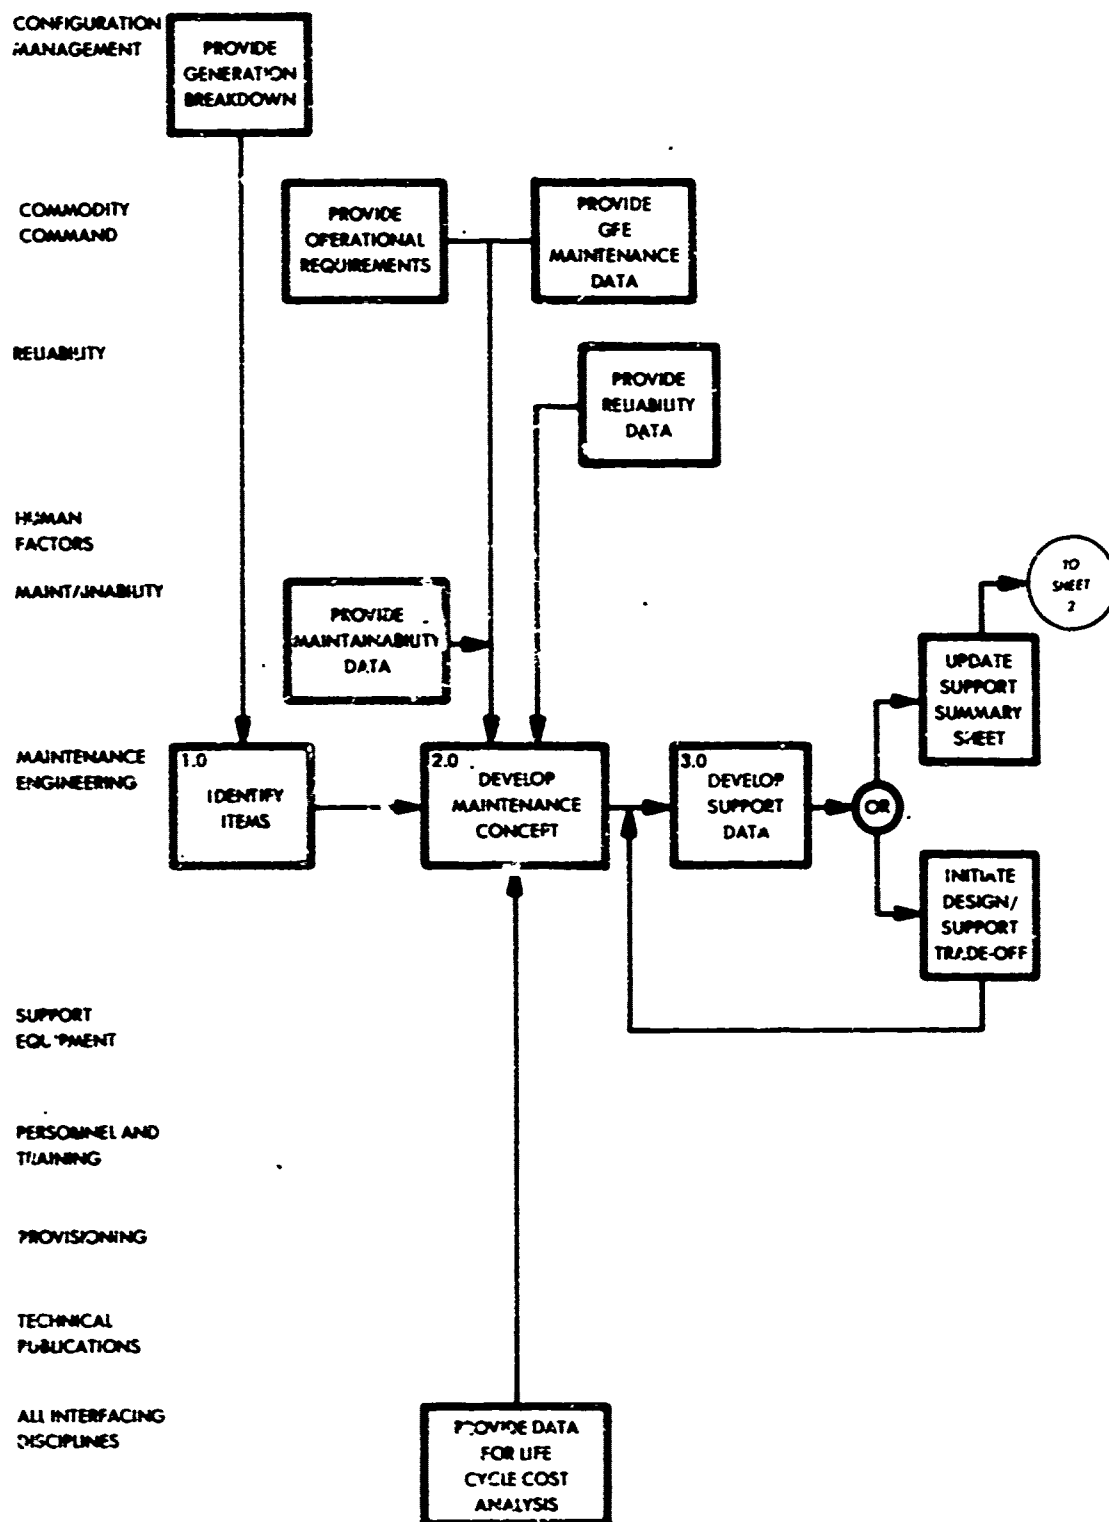 CONFIGURATION
MANAGEMENT
PROVIDE
GENERATION
BREAKDOWN
COMMODITY
COMMAND
PROVIDE
OPERATIONAL
REQUIREMENTS
PROVIDE
GFE
MAINTENANCE
DATA
RELIABILITY
PROVIDE
RELIABILITY
DATA
HUMAN
FACTORS
MAINTAINABILITY
PROVIDE
MAINTAINABILITY
DATA
TO
SHEET
2
UPDATE
SUPPORT
SUMMARY
SHEET
MAINTENANCE
ENGINEERING
1.0
IDENTIFY
ITEMS
2.0
DEVELOP
MAINTENANCE
CONCEPT
3.0
DEVELOP
SUPPORT
DATA
OR
INITIATE
DESIGN/
SUPPORT
TRADE-OFF
SUPPORT
EQUIPMENT
PERSONNEL AND
TRAINING
PROVISIONING
TECHNICAL
PUBLICATIONS
ALL INTERFACING
DISCIPLINES
PROVIDE DATA
FOR LIFE
CYCLE COST
ANALYSIS